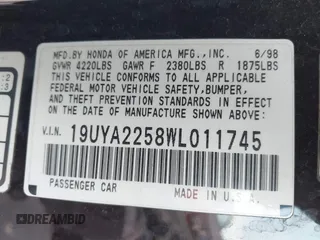 MFD.BY HONDA OF AMERICA MFG.,INC. 6/98
GVWR 4220LBS GAWR F 2380LBS R 1875LBS
THIS VEHICLE CONFORMS TO ALL APPLICABLE
FEDERAL MOTOR VEHICLE SAFETY,BUMPER,
AND THEFT PREVENTION STANDARDS IN EFFECT
ON THE DATE OF MANUFACTURE SHOWN ABOVE.
V.I.N. 19UYA2258WL011745
PASSENGER CAR MADE IN U.S.A.
DREAMBID